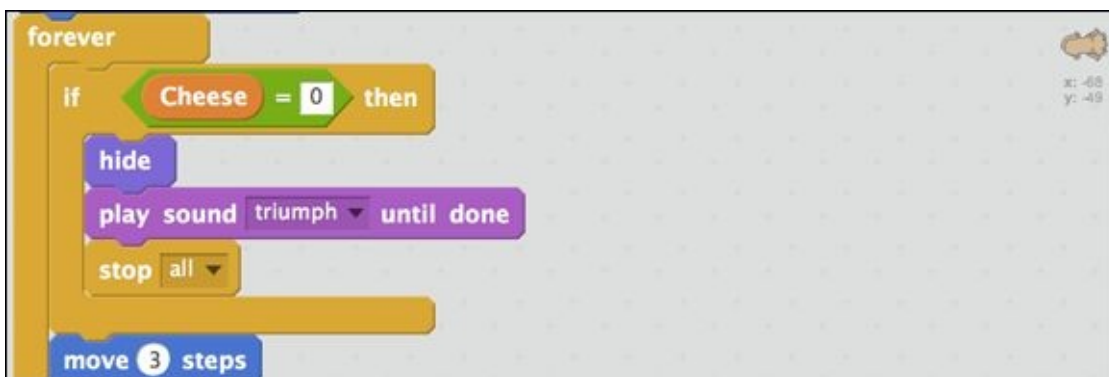 forever
if Cheese = 0 then
hide
play sound triumph until done
stop all
move 3 steps
x: -68
y: -49